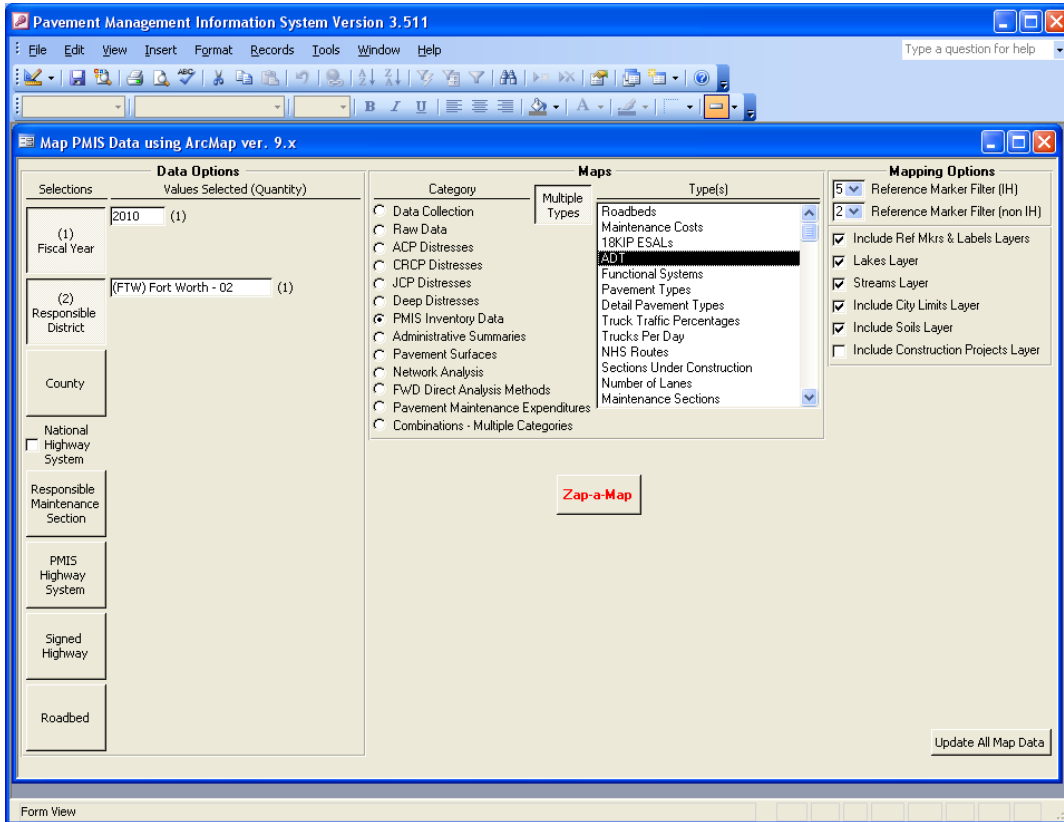 Pavement Management Information System Version 3.511
File Edit View Insert Format Records Tools Window Help
Type a question for help
ABC
B I U A
Map PMIS Data using ArcMap ver. 9.x
Data Options
Selections Values Selected (Quantity)
(1)
Fiscal Year
2010 (1)
(2)
Responsible
District
(FTW) Fort Worth - 02 (1)
County
National
Highway
System
Responsible
Maintenance
Section
PMIS
Highway
System
Signed
Highway
Roadbed
Maps
Category
Multiple
Types
Type(s)
Data Collection
Raw Data
ACP Distresses
CRCP Distresses
JCP Distresses
Deep Distresses
PMIS Inventory Data
Administrative Summaries
Pavement Surfaces
Network Analysis
FWD Direct Analysis Methods
Pavement Maintenance Expenditures
Combinations - Multiple Categories
Roadbeds
Maintenance Costs
18KIP ESALs
ADT
Functional Systems
Pavement Types
Detail Pavement Types
Truck Traffic Percentages
Trucks Per Day
NHS Routes
Sections Under Construction
Number of Lanes
Maintenance Sections
Zap-a-Map
Mapping Options
5 Reference Marker Filter (IH)
2 Reference Marker Filter (non IH)
Include Ref Mkrs & Labels Layers
Lakes Layer
Streams Layer
Include City Limits Layer
Include Soils Layer
Include Construction Projects Layer
Update All Map Data
Form View